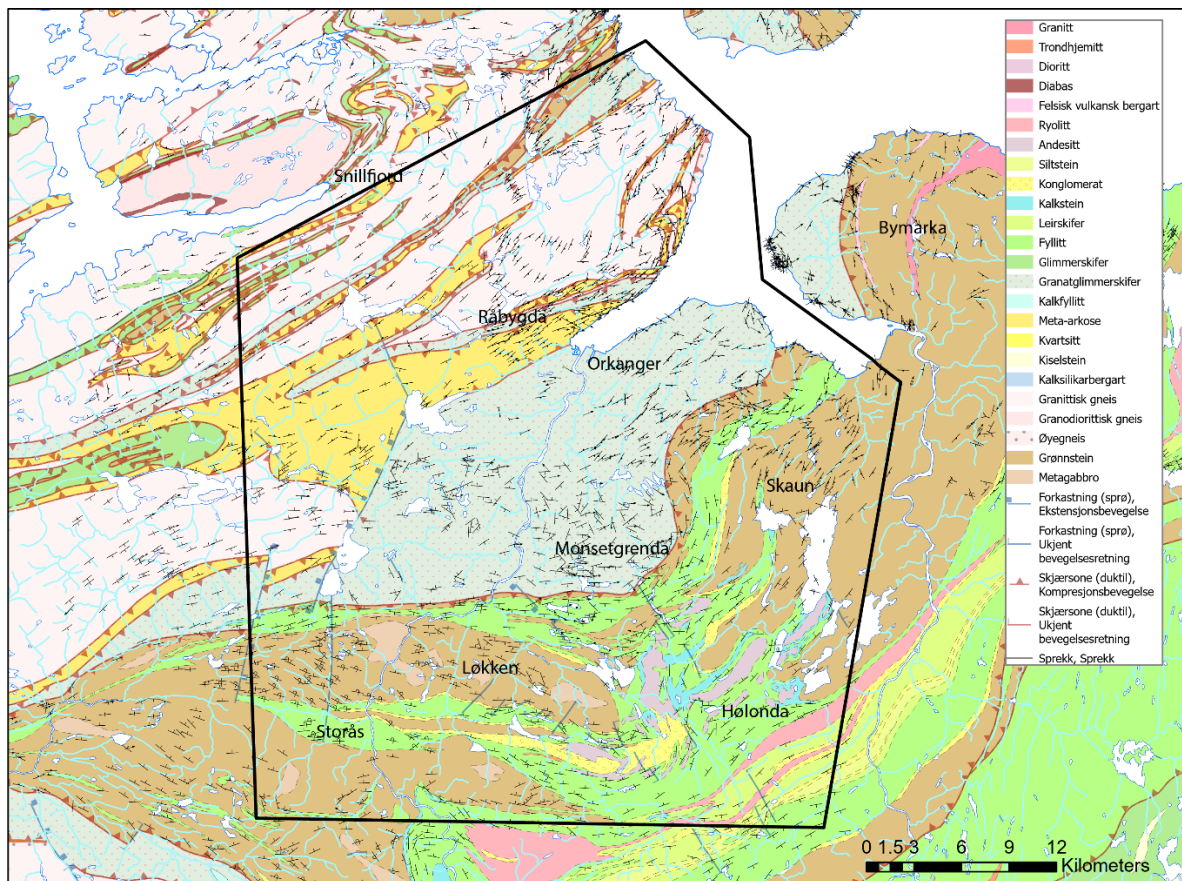 Snillfjord
Bymarka
Råbygda
Orkanger
Skaun
Monsetgrenda
Løkken
Hølonda
Storås
Granitt
Trondhjemitt
Dioritt
Diabas
Felsisk vulkansk bergart
Ryolitt
Andesitt
Siltstein
Konglomerat
Kalkstein
Leirskifer
Fyllitt
Glimmerskifer
Granatglimmerskifer
Kalkfyllitt
Meta-arkose
Kvartsitt
Kiselstein
Kalksilikarbergart
Granittisk gneis
Granodiorittisk gneis
Øyegneis
Grønnstein
Metagabbro
Forkastning (sprø),
Ekstensjonsbevegelse
Forkastning (sprø),
Ukjent
bevegelsesretning
Skjærsone (duktil),
Kompresjonsbevegelse
Skjærsone (duktil),
Ukjent
bevegelsesretning
Sprekk, Sprekk
0 1.5 3 6 9 12
Kilometers